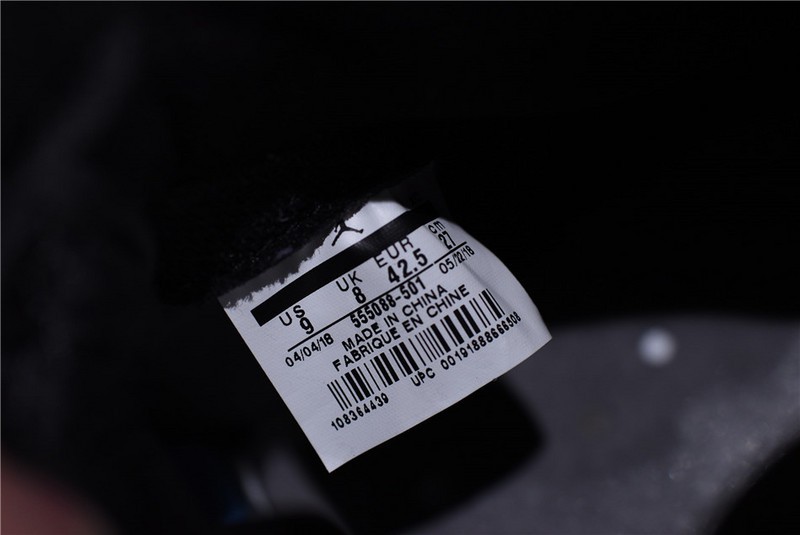 US UK EUR cm
9 8 42.5 27
04/04/18 555088-501 05/22/18
MADE IN CHINA
FABRIQUE EN CHINE
108364439 UPC 00191888666508